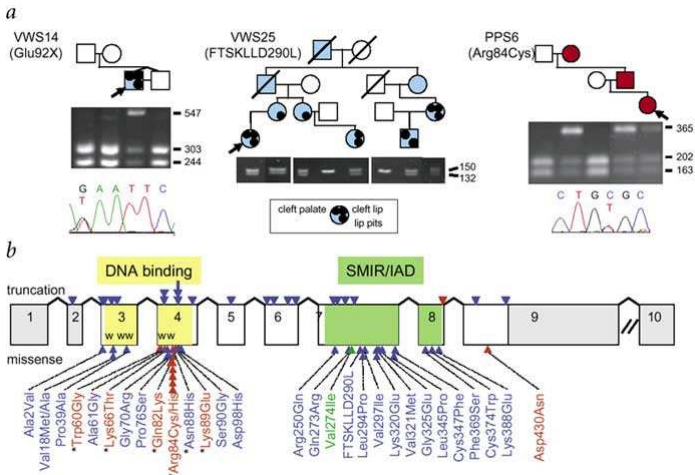 a
VWS14
(Glu92X)
547
303
244
G A A T T C
T
VWS25
(FTSKLLD290L)
150
132
cleft palate
cleft lip
lip pits
PPS6
(Arg84Cys)
365
202
163
C T G C G C
T
b
DNA binding
SMIR/IAD
truncation
1 2 3 4 5 6 7 8 9 10
w ww
ww
missense
Ala2Val
Val18Met/Ala
Pro39Ala
*Trp60Gly
Ala61Gly
*Lys66Thr
Gly70Arg
Pro76Ser
*Gln82Lys
Arg84Cys/His
*Asn88His
*Lys89Glu
Ser90Gly
Asp98His
Arg250Gln
Gln273Arg
Val274Ile
FTSKLLD290L
Leu294Pro
Val297Ile
Lys320Glu
Val321Met
Gly325Glu
Leu345Pro
Cys347Phe
Phe369Ser
Cys374Trp
Lys388Glu
Asp430Asn